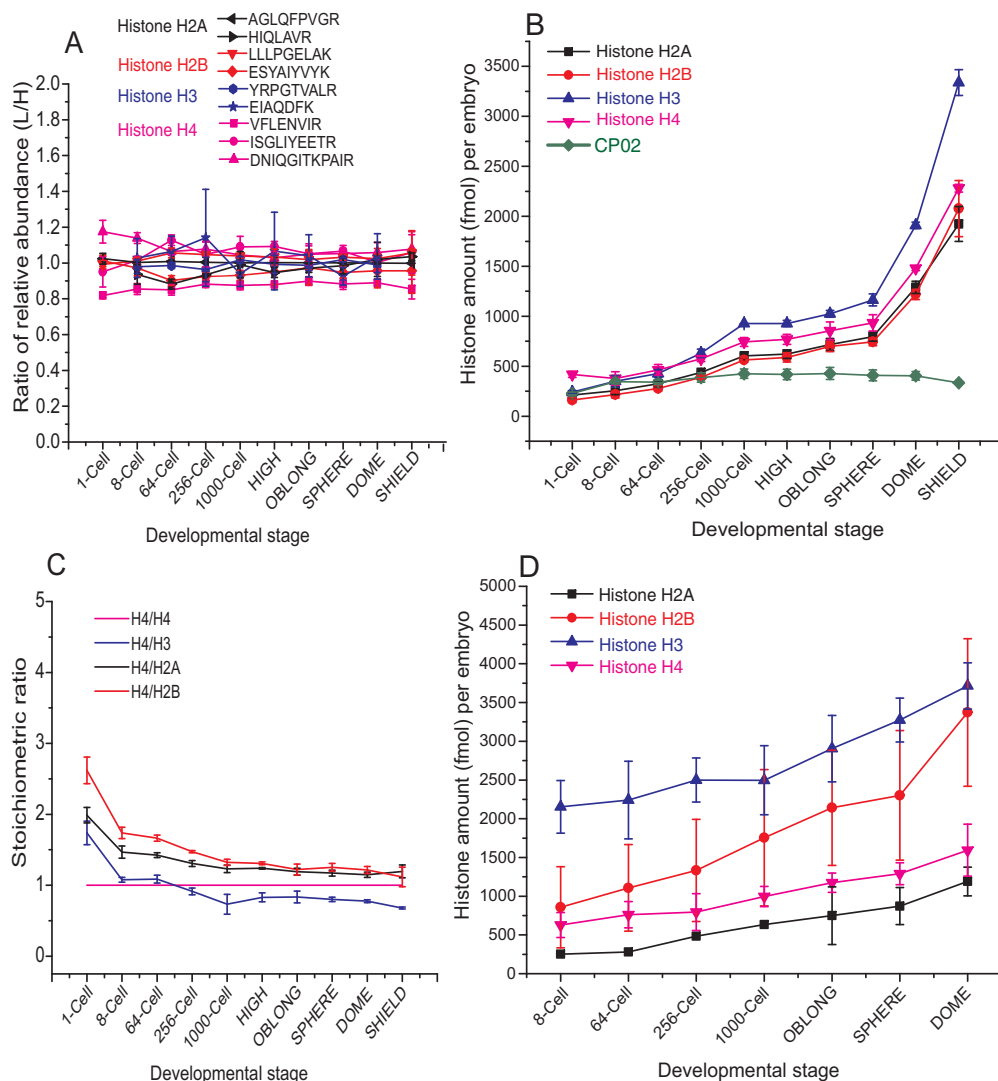 A
Histone H2A
Histone H2B
Histone H3
Histone H4
AGLQFPVGR
HIQLAVR
LLLPGELAK
ESYAIYVYK
YRPGTVALR
EIAQDFK
VFLENVIR
ISGLIYEETR
DNIQGITKPAIR
Ratio of relative abundance (L/H)
2.0
1.8
1.6
1.4
1.2
1.0
0.8
0.6
0.4
0.2
0.0
1-Cell
8-Cell
64-Cell
256-Cell
1000-Cell
HIGH
OBLONG
SPHERE
DOME
SHIELD
Developmental stage
B
Histone H2A
Histone H2B
Histone H3
Histone H4
CP02
Histone amount (fmol) per embryo
3500
3000
2500
2000
1500
1000
500
0
1-Cell
8-Cell
64-Cell
256-Cell
1000-Cell
HIGH
OBLONG
SPHERE
DOME
SHIELD
Developmental stage
C
H4/H4
H4/H3
H4/H2A
H4/H2B
Stoichiometric ratio
5
4
3
2
1
0
1-Cell
8-Cell
64-Cell
256-Cell
1000-Cell
HIGH
OBLONG
SPHERE
DOME
SHIELD
Developmental stage
D
Histone H2A
Histone H2B
Histone H3
Histone H4
Histone amount (fmol) per embryo
5000
4500
4000
3500
3000
2500
2000
1500
1000
500
0
8-Cell
64-Cell
256-Cell
1000-Cell
OBLONG
SPHERE
DOME
Developmental stage